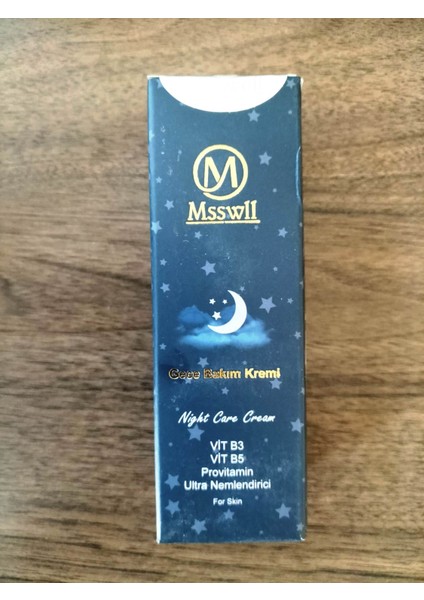 M
Msswll
Gece Bakım Kremi
Night Care Cream
VİT B3
VİT B5
Provitamin
Ultra Nemlendirici
For Skin